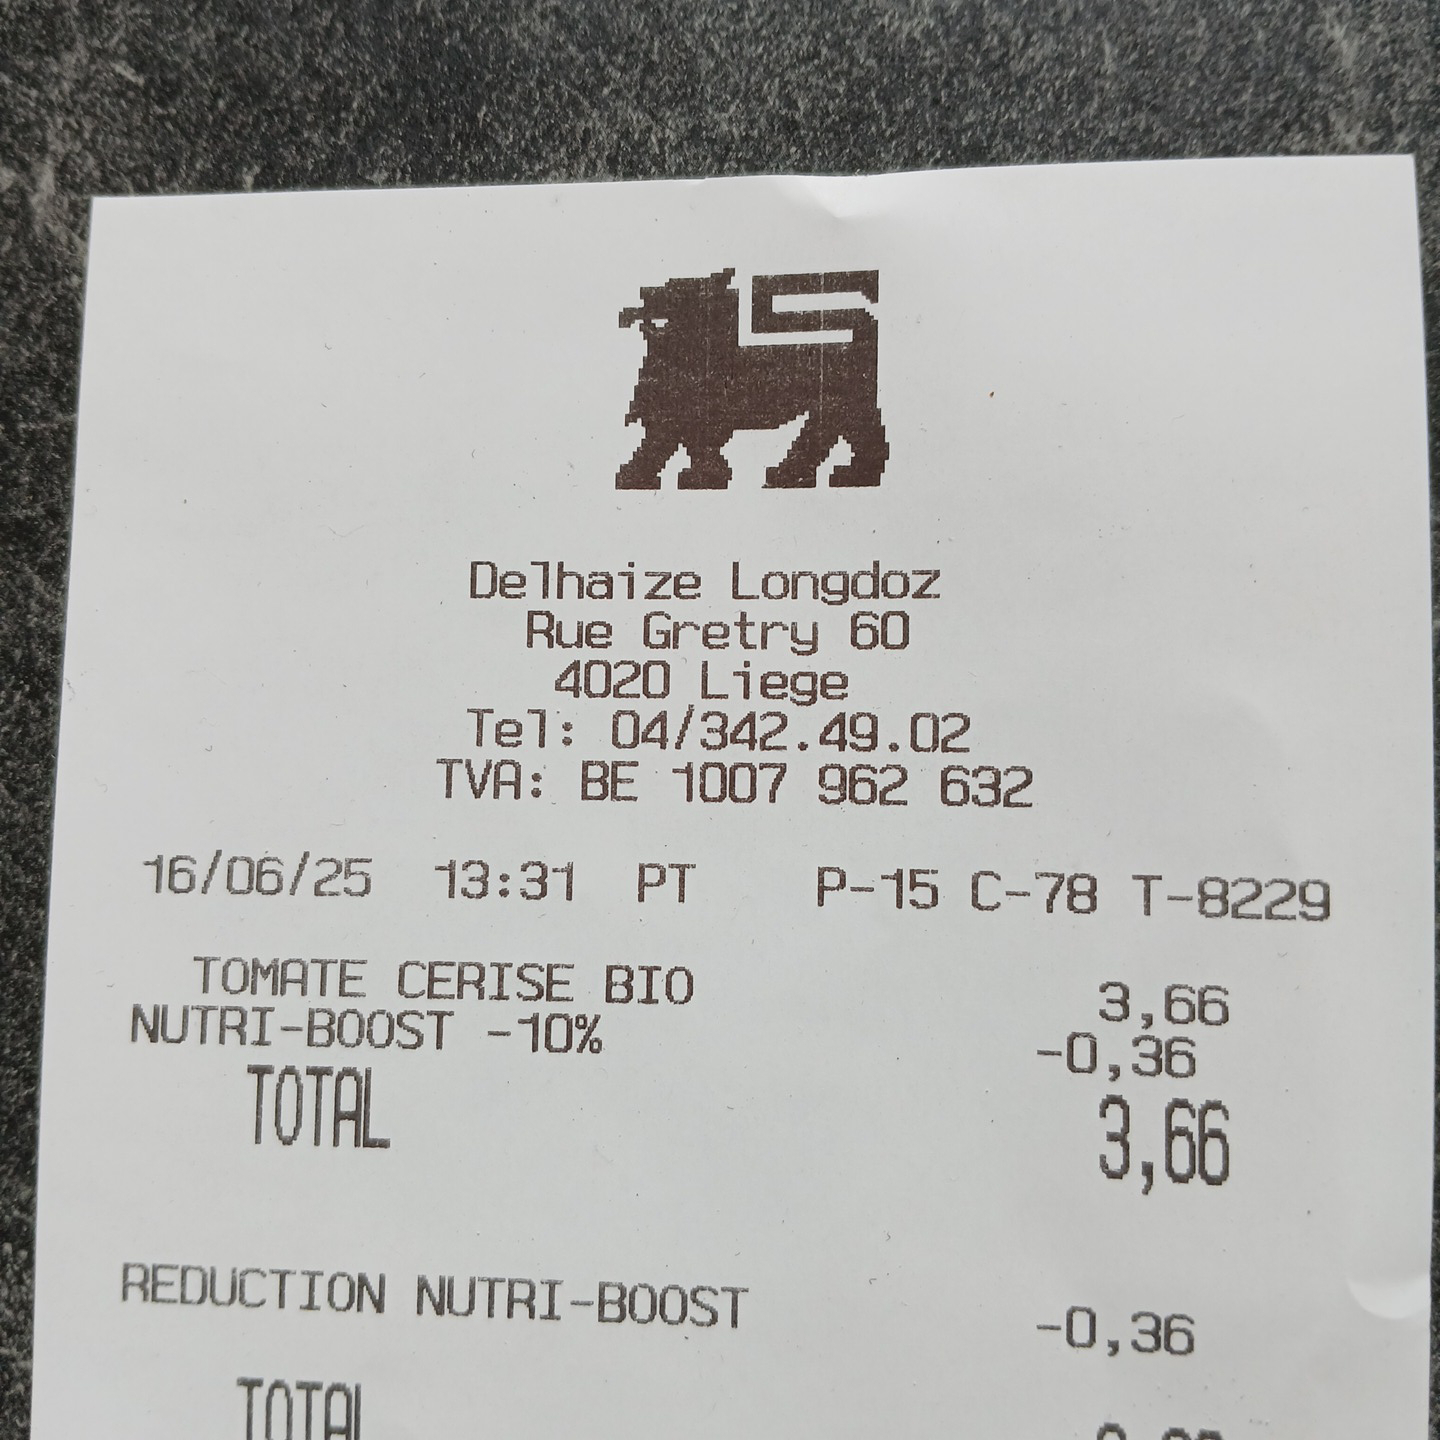 Delhaize Longdoz
Rue Gretry 60
4020 Liege
Tel: 04/342.49.02
TVA: BE 1007 962 632
16/06/25 13:31 PT P-15 C-78 T-8229
TOMATE CERISE BIO 3,66
NUTRI-BOOST -10% -0,36
TOTAL 3,66
REDUCTION NUTRI-BOOST -0,36
TOTAL